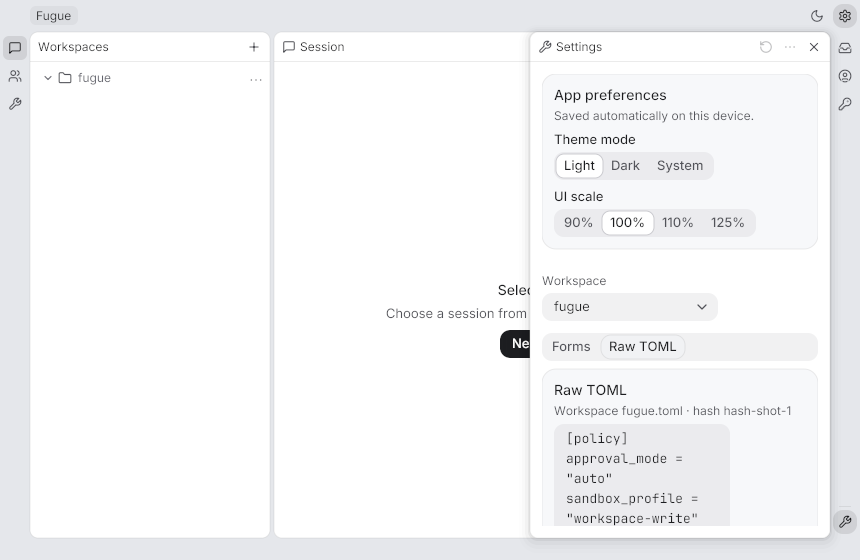 Fugue
Workspaces
fugue
Session
Choose a session from
Settings
App preferences
Saved automatically on this device.
Theme mode
Light Dark System
UI scale
90% 100% 110% 125%
Workspace
fugue
Forms Raw TOML
Raw TOML
Workspace fugue.toml · hash hash-shot-1
[policy]
approval_mode =
"auto"
sandbox_profile =
"workspace-write"